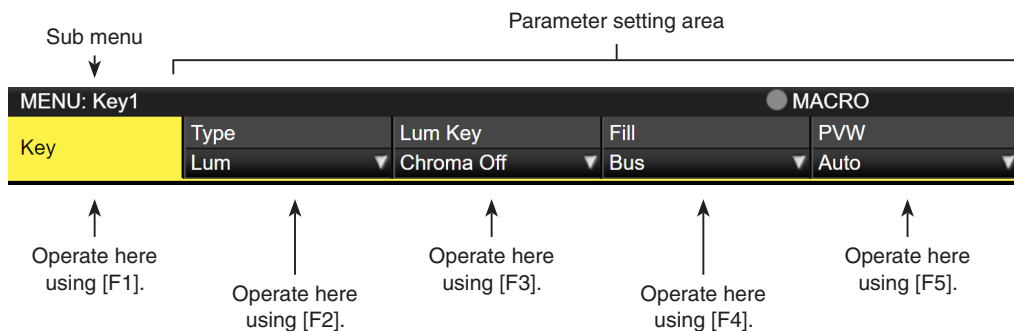 Parameter setting area
Sub menu
MENU: Key1
MACRO
Key
Type
Lum Key
Fill
PVW
Lum
Chroma Off
Bus
Auto
Operate here
using [F1].
Operate here
using [F2].
Operate here
using [F3].
Operate here
using [F4].
Operate here
using [F5].